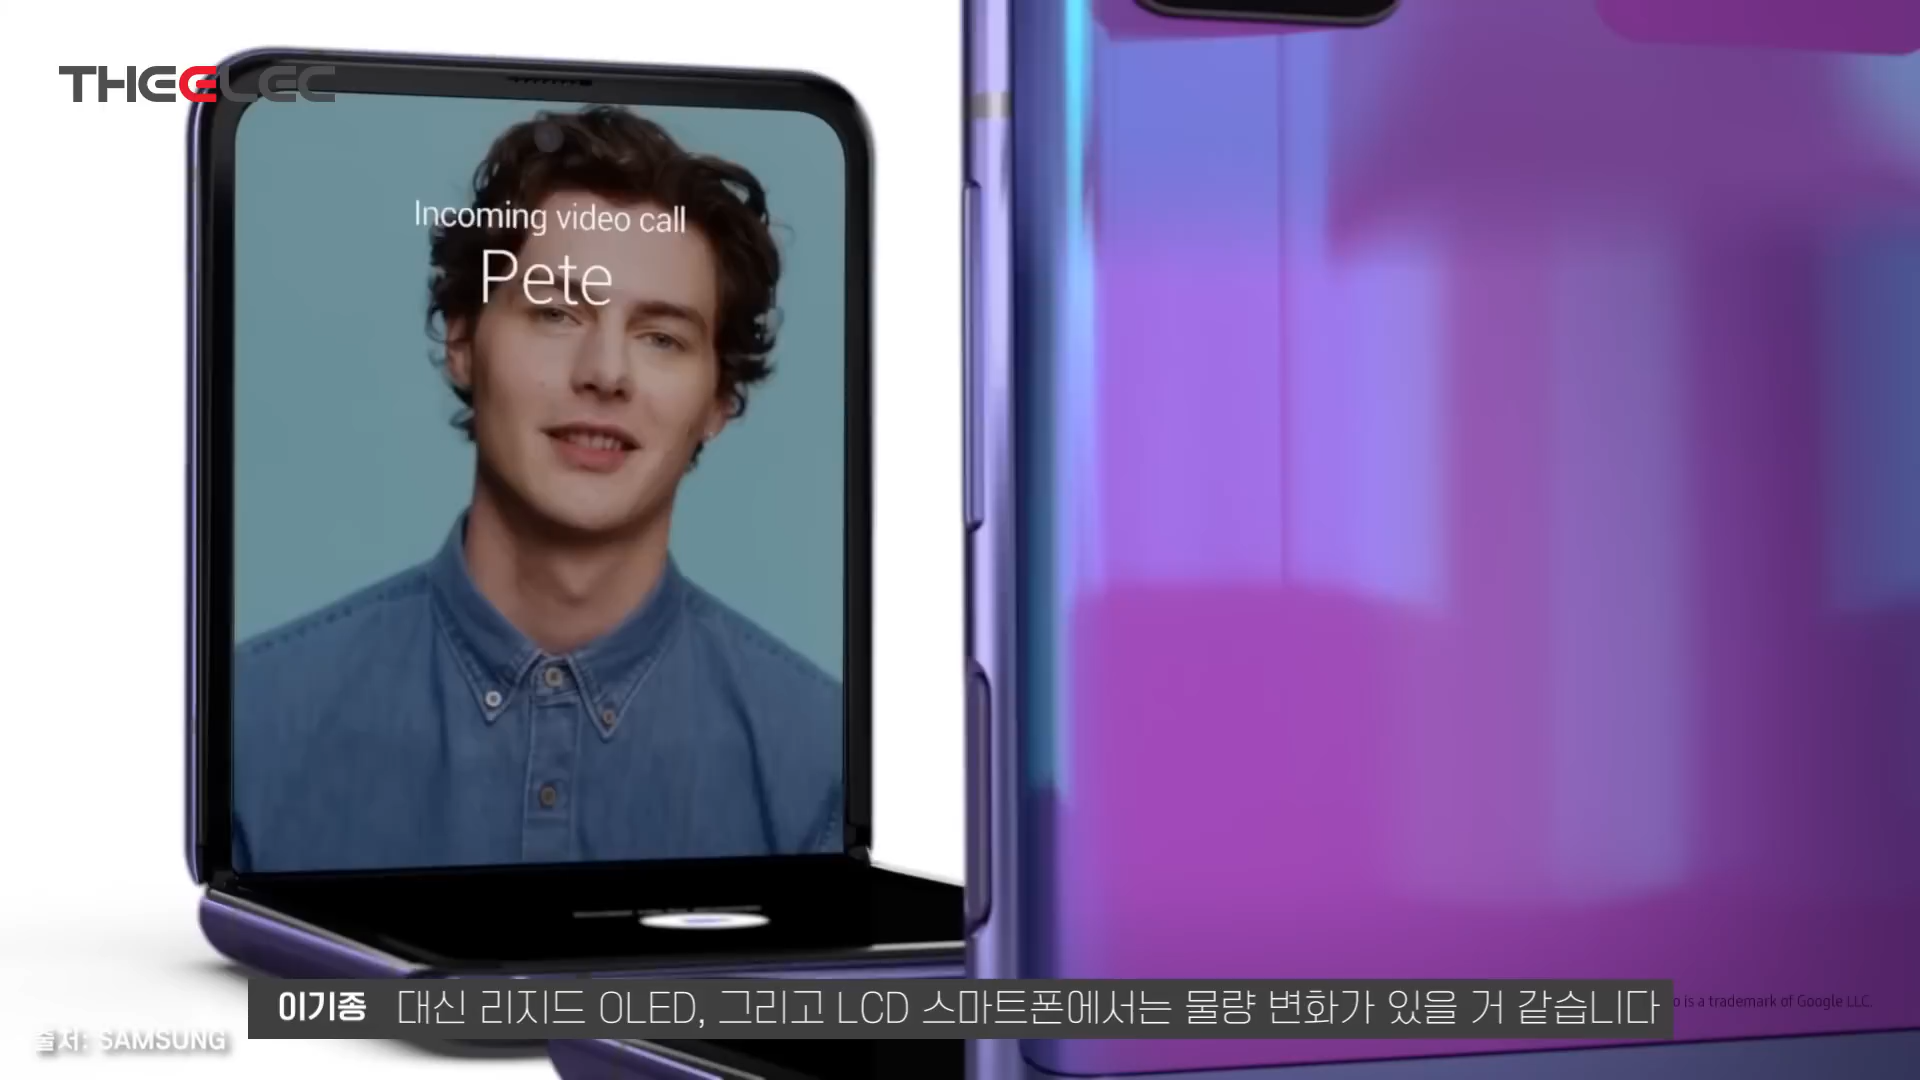 THEELEC
Incoming video call
Pete
is a trademark of Google LLC.
이기종 대신 리지드 OLED, 그리고 LCD 스마트폰에서는 물량 변화가 있을 거 같습니다
출처: SAMSUNG